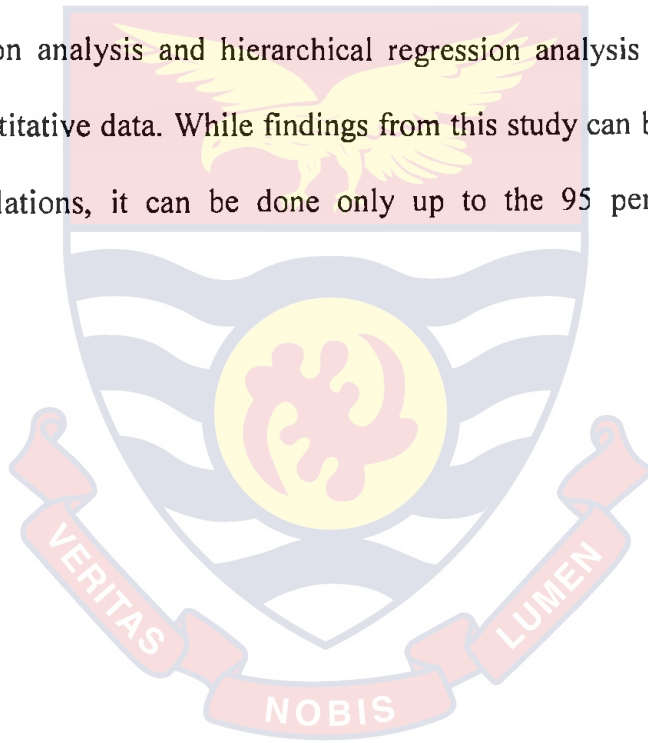 on analysis and hierarchical regression analysis
titative data. While findings from this study can b
lations, it can be done only up to the 95 per
VERITAS
NOBIS
LUMEN